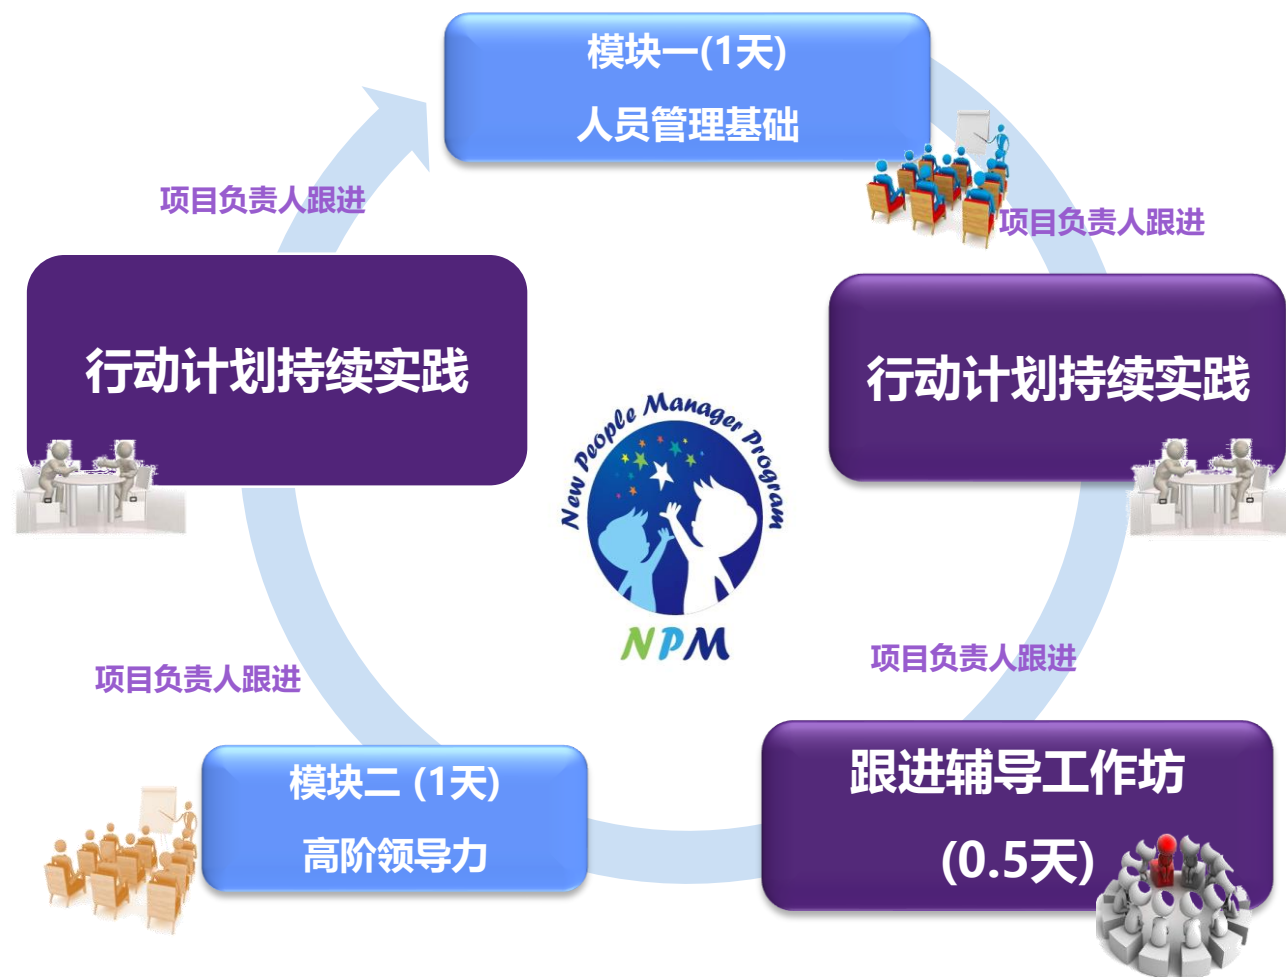 模块一(1天)
人员管理基础
项目负责人跟进
项目负责人跟进
行动计划持续实践
行动计划持续实践
New People Manager Program
NPM
项目负责人跟进
项目负责人跟进
模块二 (1天)
高阶领导力
跟进辅导工作坊
(0.5天)